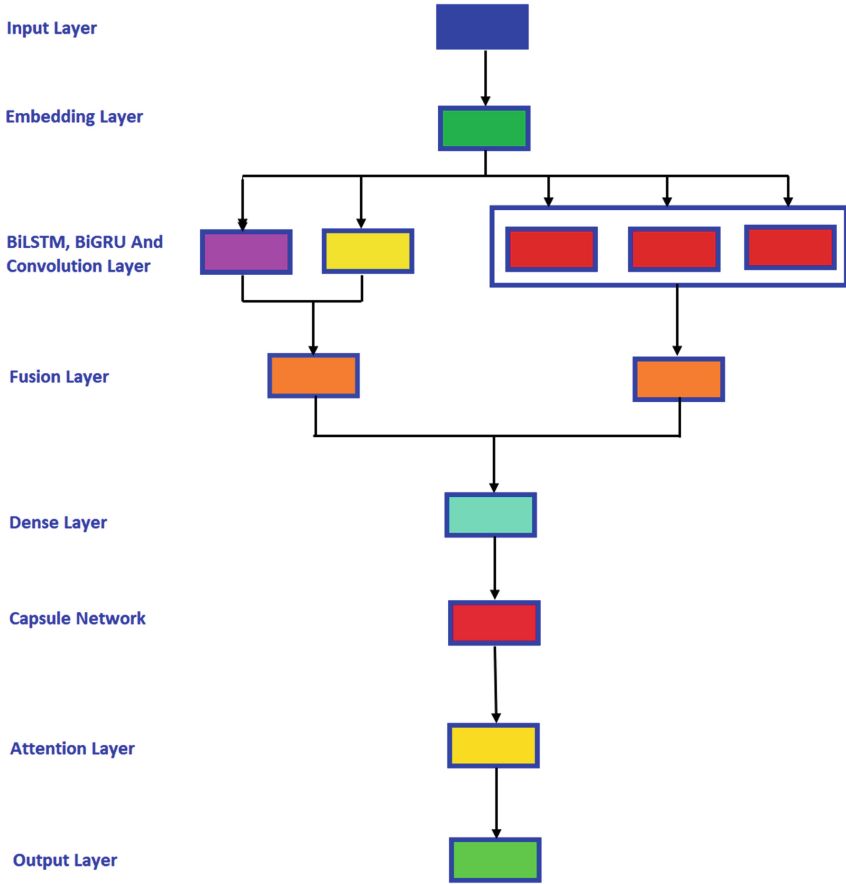 Input Layer
Embedding Layer
BiLSTM, BiGRU And
Convolution Layer
Fusion Layer
Dense Layer
Capsule Network
Attention Layer
Output Layer